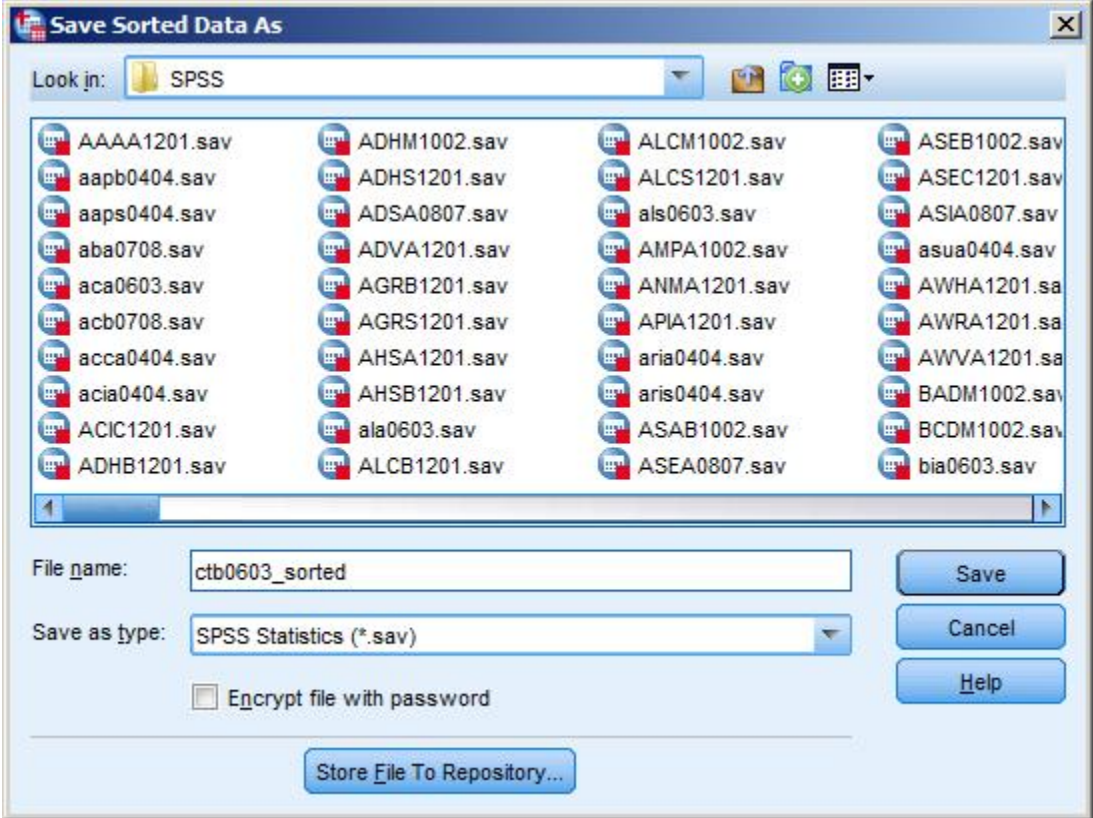 Save Sorted Data As
Look in: SPSS
AAAA1201.sav ADHM1002.sav ALCM1002.sav ASEB1002.sav
aapb0404.sav ADHS1201.sav ALCS1201.sav ASEC1201.sav
aaps0404.sav ADSA0807.sav als0603.sav ASIA0807.sav
aba0708.sav ADVA1201.sav AMPA1002.sav asua0404.sav
aca0603.sav AGRB1201.sav ANMA1201.sav AWHA1201.sa
acb0708.sav AGRS1201.sav APIA1201.sav AWRA1201.sa
acca0404.sav AHSA1201.sav aria0404.sav AWVA1201.sa
acia0404.sav AHSB1201.sav aris0404.sav BADM1002.sav
ACIC1201.sav ala0603.sav ASAB1002.sav BCDM1002.sav
ADHB1201.sav ALCB1201.sav ASEA0807.sav bia0603.sav
File name: ctb0603_sorted Save
Save as type: SPSS Statistics (*.sav) Cancel
Encrypt file with password Help
Store File To Repository...